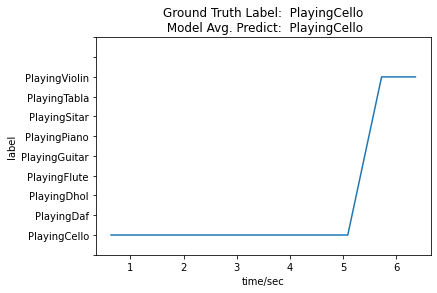 Ground Truth Label:  PlayingCello
Model Avg. Predict:  PlayingCello
label
PlayingViolin
PlayingTabla
PlayingSitar
PlayingPiano
PlayingGuitar
PlayingFlute
PlayingDhol
PlayingDaf
PlayingCello
1 2 3 4 5 6
time/sec